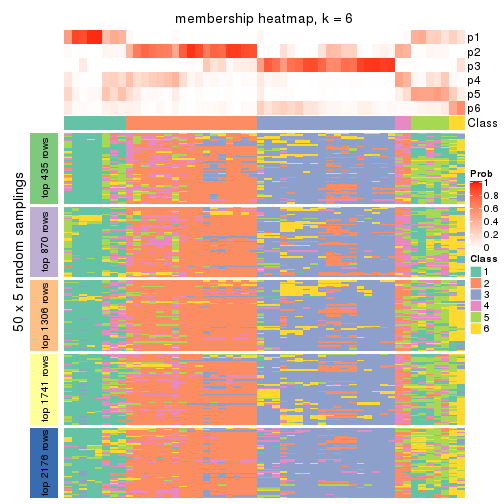 membership heatmap, k = 6
p1
p2
p3
p4
p5
p6
Class
50 x 5 random samplings
top 435 rows
top 870 rows
top 1306 rows
top 1741 rows
top 2176 rows
Prob
1
0.8
0.6
0.4
0.2
0
Class
1
2
3
4
5
6